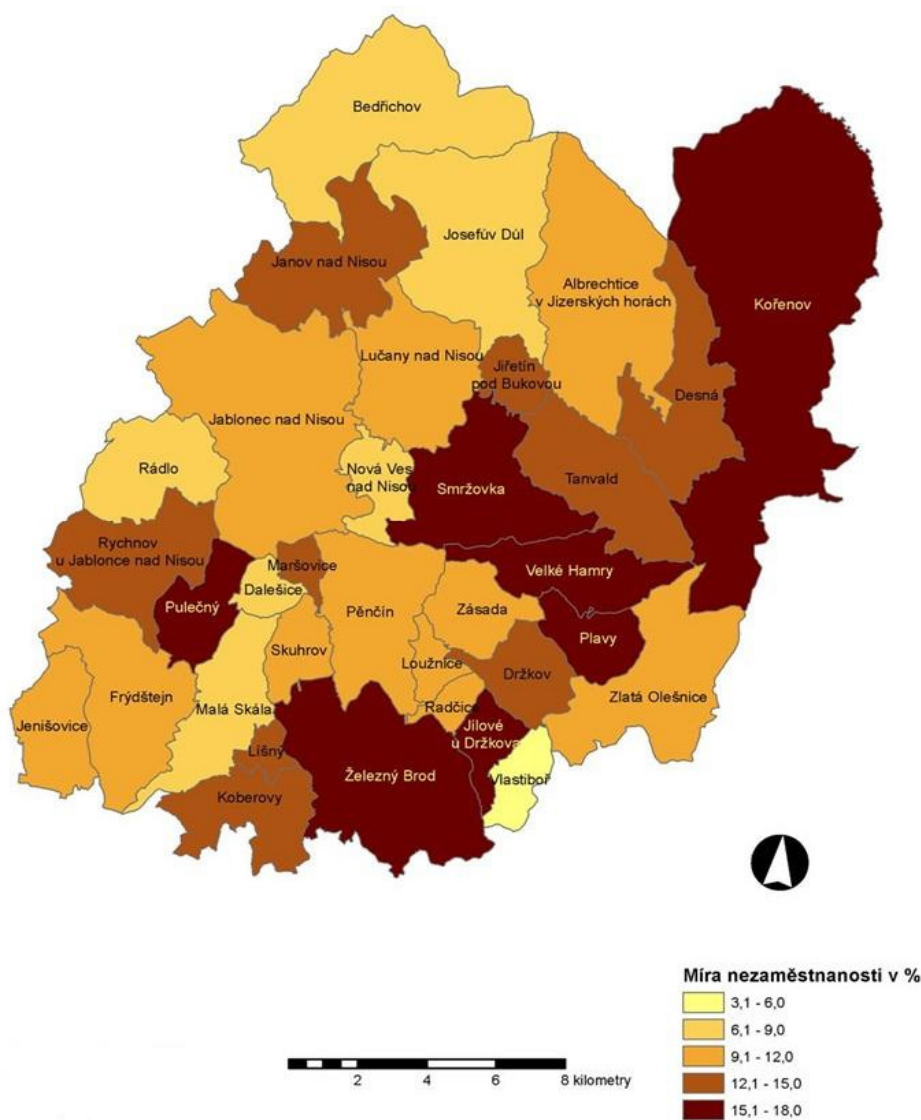 Bedřichov
Josefův Důl
Janov nad Nisou
Albrechtice
v Jizerských horách
Kořenov
Lučany nad Nisou
Jiřetín
pod Bukovou
Desná
Jablonec nad Nisou
Rádlo
Nová Ves
nad Nisou
Smržovka
Tanvald
Rychnov
u Jablonce nad Nisou
Maršovice
Velké Hamry
Dalešice
Pulečný
Pěnčín
Zásada
Plavy
Skuhrov
Loužnice
Držkov
Frýdštejn
Malá Skála
Radčice
Zlatá Olešnice
Jenišovice
Jílové
u Držkova
Líšný
Železný Brod
Vlastiboř
Koberovy
Míra nezaměstnanosti v %
3,1 - 6,0
6,1 - 9,0
9,1 - 12,0
12,1 - 15,0
15,1 - 18,0
2 4 6 8 kilometry